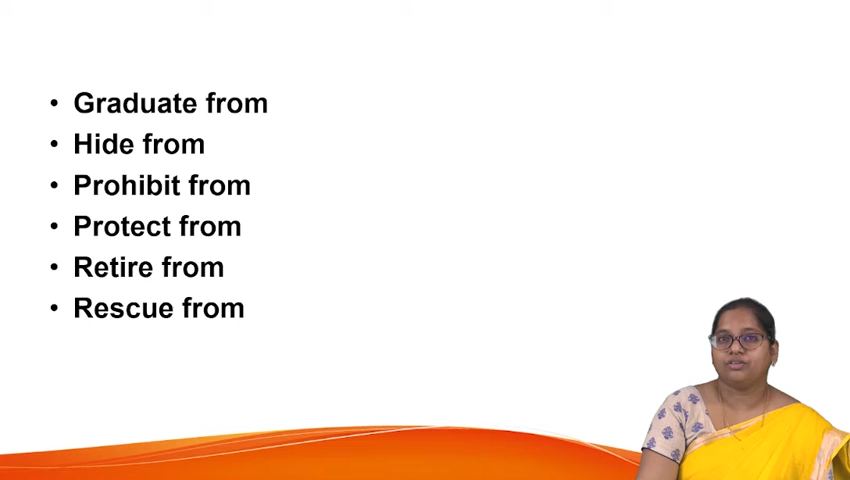 • Graduate from
• Hide from
• Prohibit from
• Protect from
• Retire from
• Rescue from